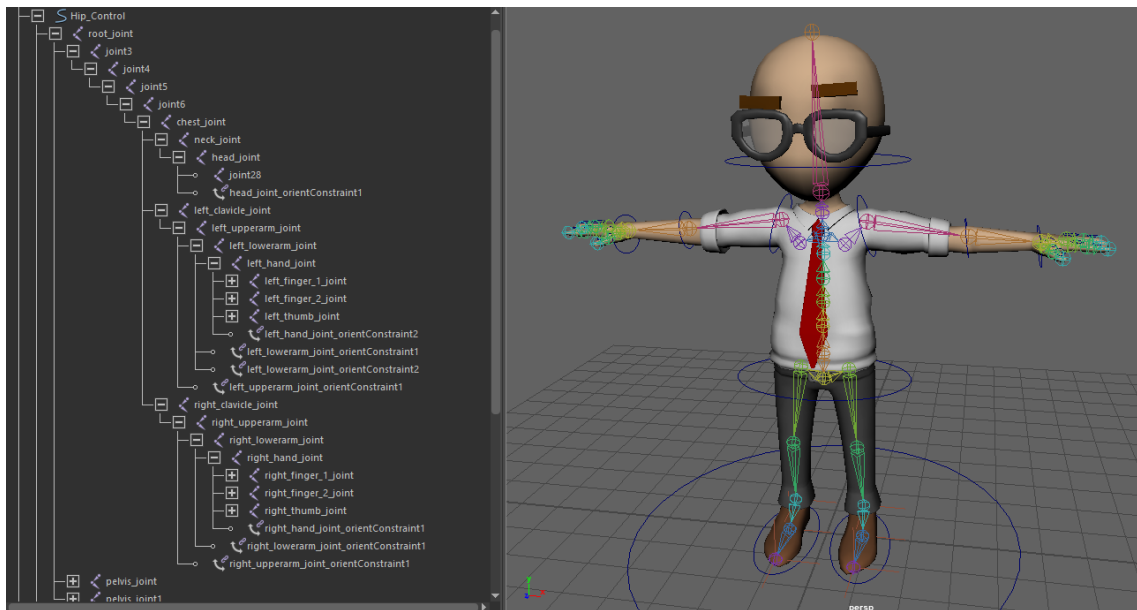 Hip_Control
root_joint
joint3
joint4
joint5
joint6
chest_joint
neck_joint
head_joint
joint28
head_joint_orientConstraint1
left_clavicle_joint
left_upperarm_joint
left_lowerarm_joint
left_hand_joint
left_finger_1_joint
left_finger_2_joint
left_thumb_joint
left_hand_joint_orientConstraint2
left_lowerarm_joint_orientConstraint1
left_lowerarm_joint_orientConstraint2
left_upperarm_joint_orientConstraint1
right_clavicle_joint
right_upperarm_joint
right_lowerarm_joint
right_hand_joint
right_finger_1_joint
right_finger_2_joint
right_thumb_joint
right_hand_joint_orientConstraint1
right_lowerarm_joint_orientConstraint1
right_upperarm_joint_orientConstraint1
pelvis_joint
pelvis_joint1
y
persp